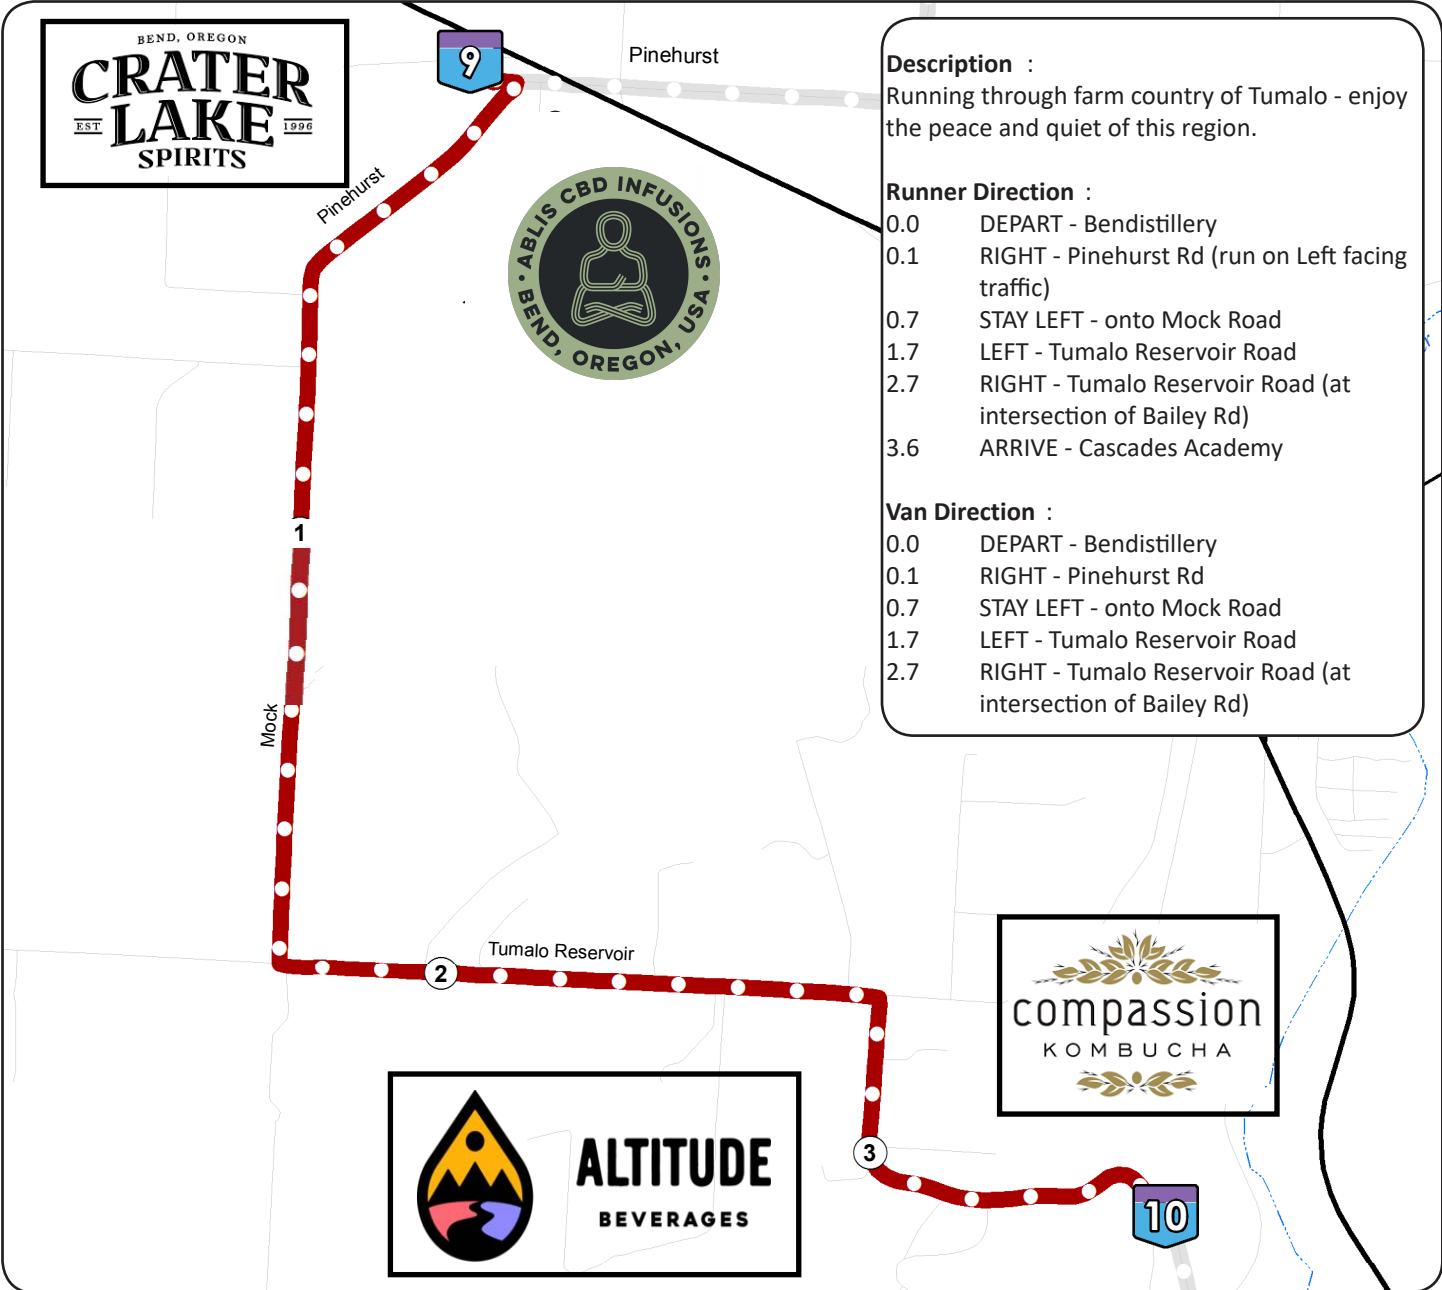 BEND, OREGON
CRATER
LAKE
EST 1996
SPIRITS
9
Pinehurst
Pinehurst
ABLIS CBD INFUSIONS
BEND, OREGON, USA
Description :
Running through farm country of Tumalo - enjoy
the peace and quiet of this region.
Runner Direction :
0.0 DEPART - Bendistillery
0.1 RIGHT - Pinehurst Rd (run on Left facing
traffic)
0.7 STAY LEFT - onto Mock Road
1.7 LEFT - Tumalo Reservoir Road
2.7 RIGHT - Tumalo Reservoir Road (at
intersection of Bailey Rd)
3.6 ARRIVE - Cascades Academy
Van Direction :
0.0 DEPART - Bendistillery
0.1 RIGHT - Pinehurst Rd
0.7 STAY LEFT - onto Mock Road
1.7 LEFT - Tumalo Reservoir Road
2.7 RIGHT - Tumalo Reservoir Road (at
intersection of Bailey Rd)
1
Mock
Tumalo Reservoir
2
compassion
KOMBUCHA
ALTITUDE
BEVERAGES
3
10